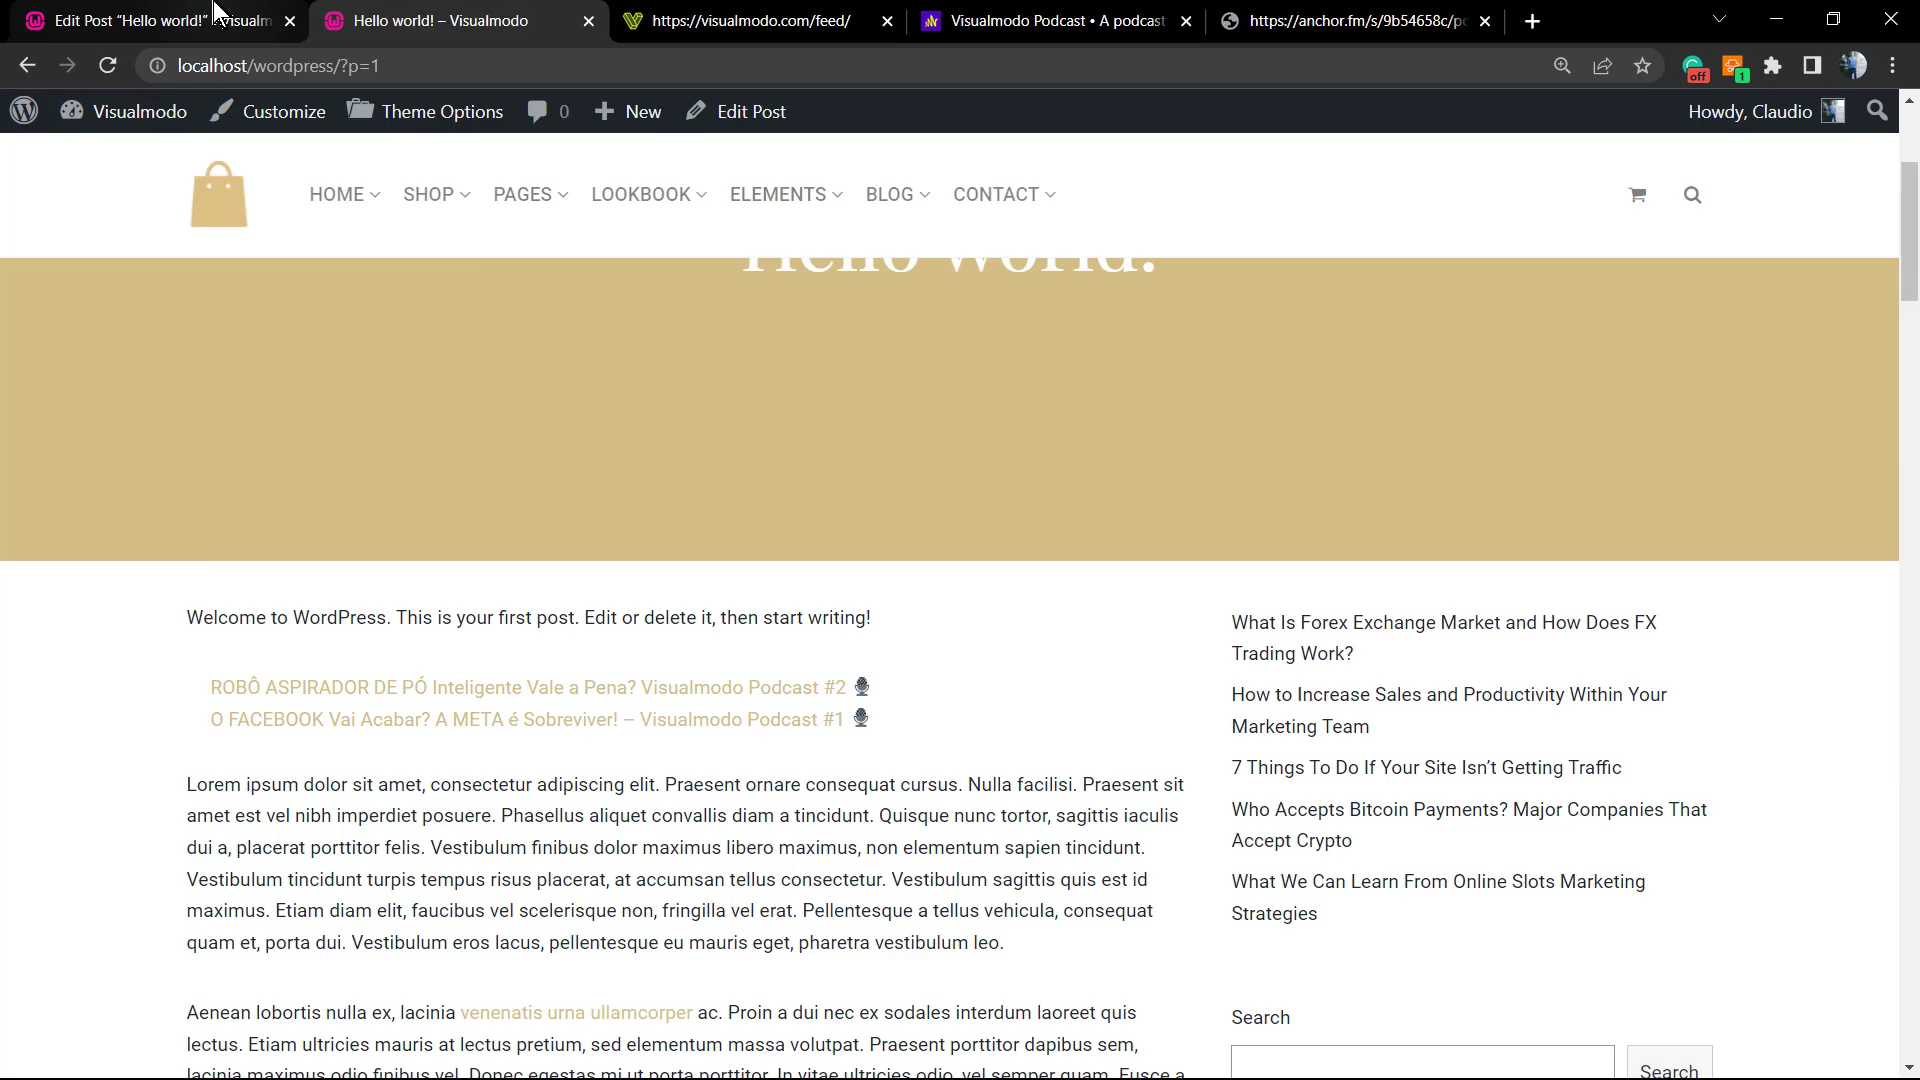 Edit Post “Hello world!” ‹ Visualm
Hello world! – Visualmodo
https://visualmodo.com/feed/
Visualmodo Podcast • A podcast
https://anchor.fm/s/9b54658c/po
localhost/wordpress/?p=1
off
1
Visualmodo
Customize
Theme Options
0
New
Edit Post
Howdy, Claudio
HOME
SHOP
PAGES
LOOKBOOK
ELEMENTS
BLOG
CONTACT
Hello world!
Welcome to WordPress. This is your first post. Edit or delete it, then start writing!
ROBÔ ASPIRADOR DE PÓ Inteligente Vale a Pena? Visualmodo Podcast #2
O FACEBOOK Vai Acabar? A META é Sobreviver! – Visualmodo Podcast #1
Lorem ipsum dolor sit amet, consectetur adipiscing elit. Praesent ornare consequat cursus. Nulla facilisi. Praesent sit
amet est vel nibh imperdiet posuere. Phasellus aliquet convallis diam a tincidunt. Quisque nunc tortor, sagittis iaculis
dui a, placerat porttitor felis. Vestibulum finibus dolor maximus libero maximus, non elementum sapien tincidunt.
Vestibulum tincidunt turpis tempus risus placerat, at accumsan tellus consectetur. Vestibulum sagittis quis est id
maximus. Etiam diam elit, faucibus vel scelerisque non, fringilla vel erat. Pellentesque a tellus vehicula, consequat
quam et, porta dui. Vestibulum eros lacus, pellentesque eu mauris eget, pharetra vestibulum leo.
Aenean lobortis nulla ex, lacinia venenatis urna ullamcorper ac. Proin a dui nec ex sodales interdum laoreet quis
lectus. Etiam ultricies mauris at lectus pretium, sed elementum massa volutpat. Praesent porttitor dapibus sem,
lacinia maximus odio finibus vel. Donec egestas mi ut porta porttitor. In vitae ultricies odio, vel semper quam. Fusce a
What Is Forex Exchange Market and How Does FX
Trading Work?
How to Increase Sales and Productivity Within Your
Marketing Team
7 Things To Do If Your Site Isn’t Getting Traffic
Who Accepts Bitcoin Payments? Major Companies That
Accept Crypto
What We Can Learn From Online Slots Marketing
Strategies
Search
Search